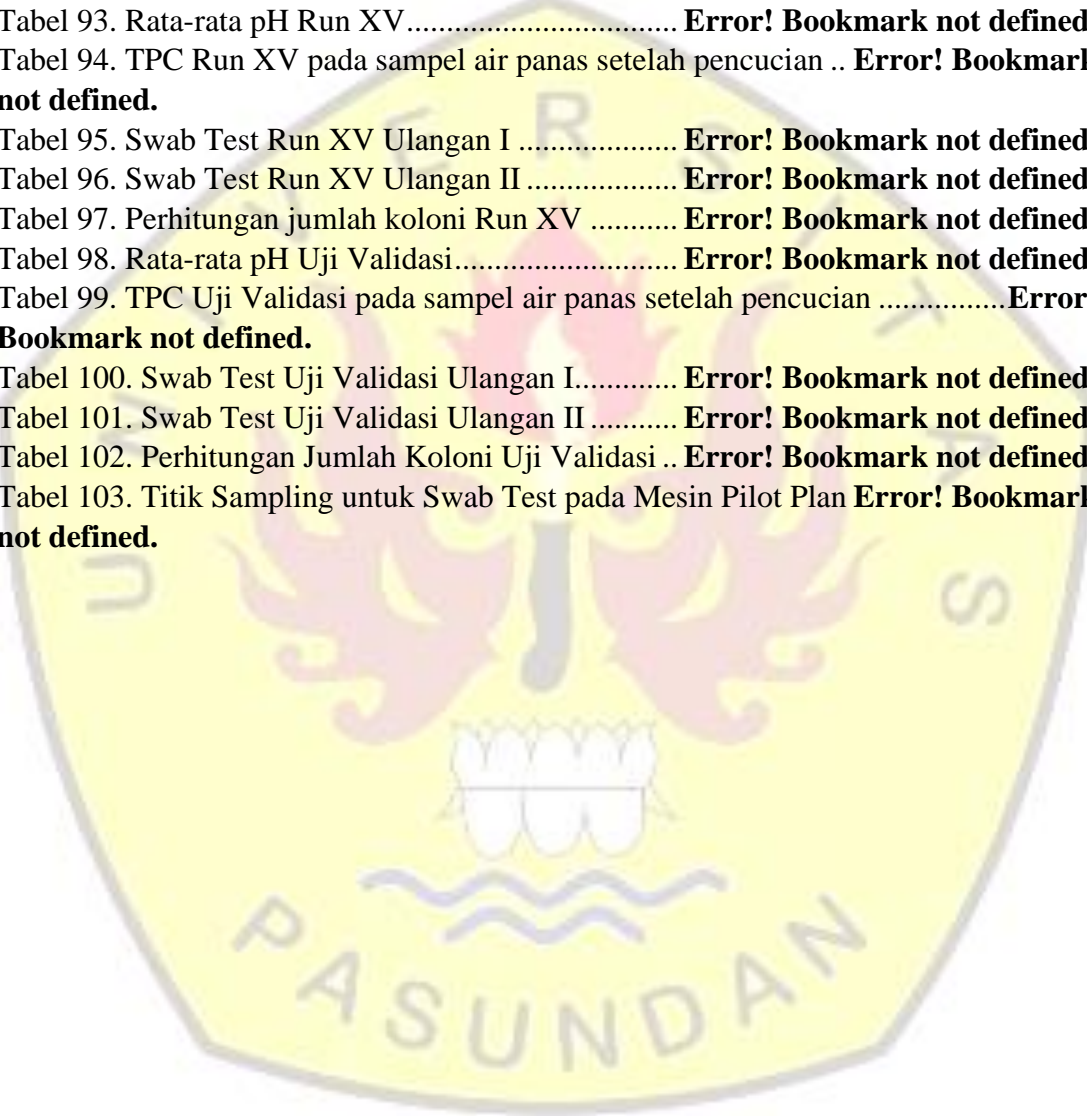 Tabel 93. Rata-rata pH Run XV................................ Error! Bookmark not defined
Tabel 94. TPC Run XV pada sampel air panas setelah pencucian .. Error! Bookmark
not defined.
Tabel 95. Swab Test Run XV Ulangan I .................... Error! Bookmark not defined
Tabel 96. Swab Test Run XV Ulangan II ................... Error! Bookmark not defined
Tabel 97. Perhitungan jumlah koloni Run XV ........... Error! Bookmark not defined
Tabel 98. Rata-rata pH Uji Validasi........................... Error! Bookmark not defined
Tabel 99. TPC Uji Validasi pada sampel air panas setelah pencucian ...............Error
Bookmark not defined.
Tabel 100. Swab Test Uji Validasi Ulangan I............ Error! Bookmark not defined
Tabel 101. Swab Test Uji Validasi Ulangan II .......... Error! Bookmark not defined
Tabel 102. Perhitungan Jumlah Koloni Uji Validasi .. Error! Bookmark not defined
Tabel 103. Titik Sampling untuk Swab Test pada Mesin Pilot Plan Error! Bookmark
not defined.
UNIVERSITAS
PASUNDAN